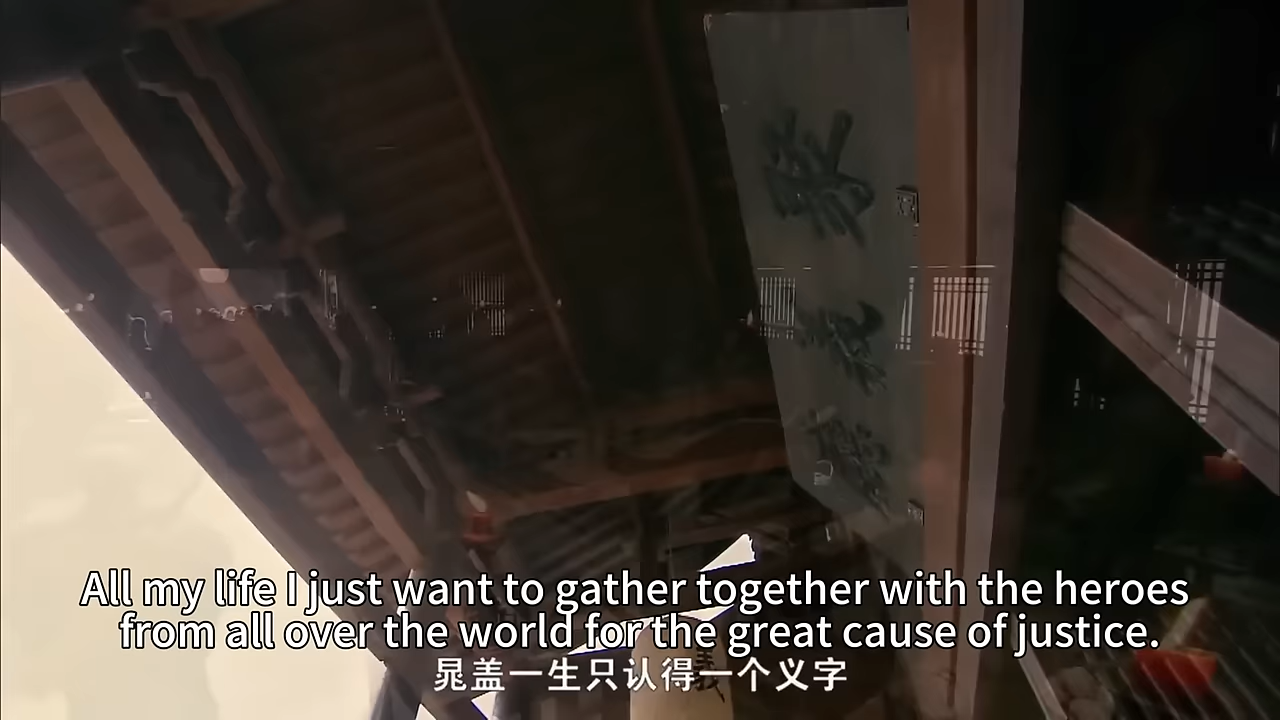 All my life I just want to gather together with the heroes
from all over the world for the great cause of justice.
晁盖一生只认得一个义字